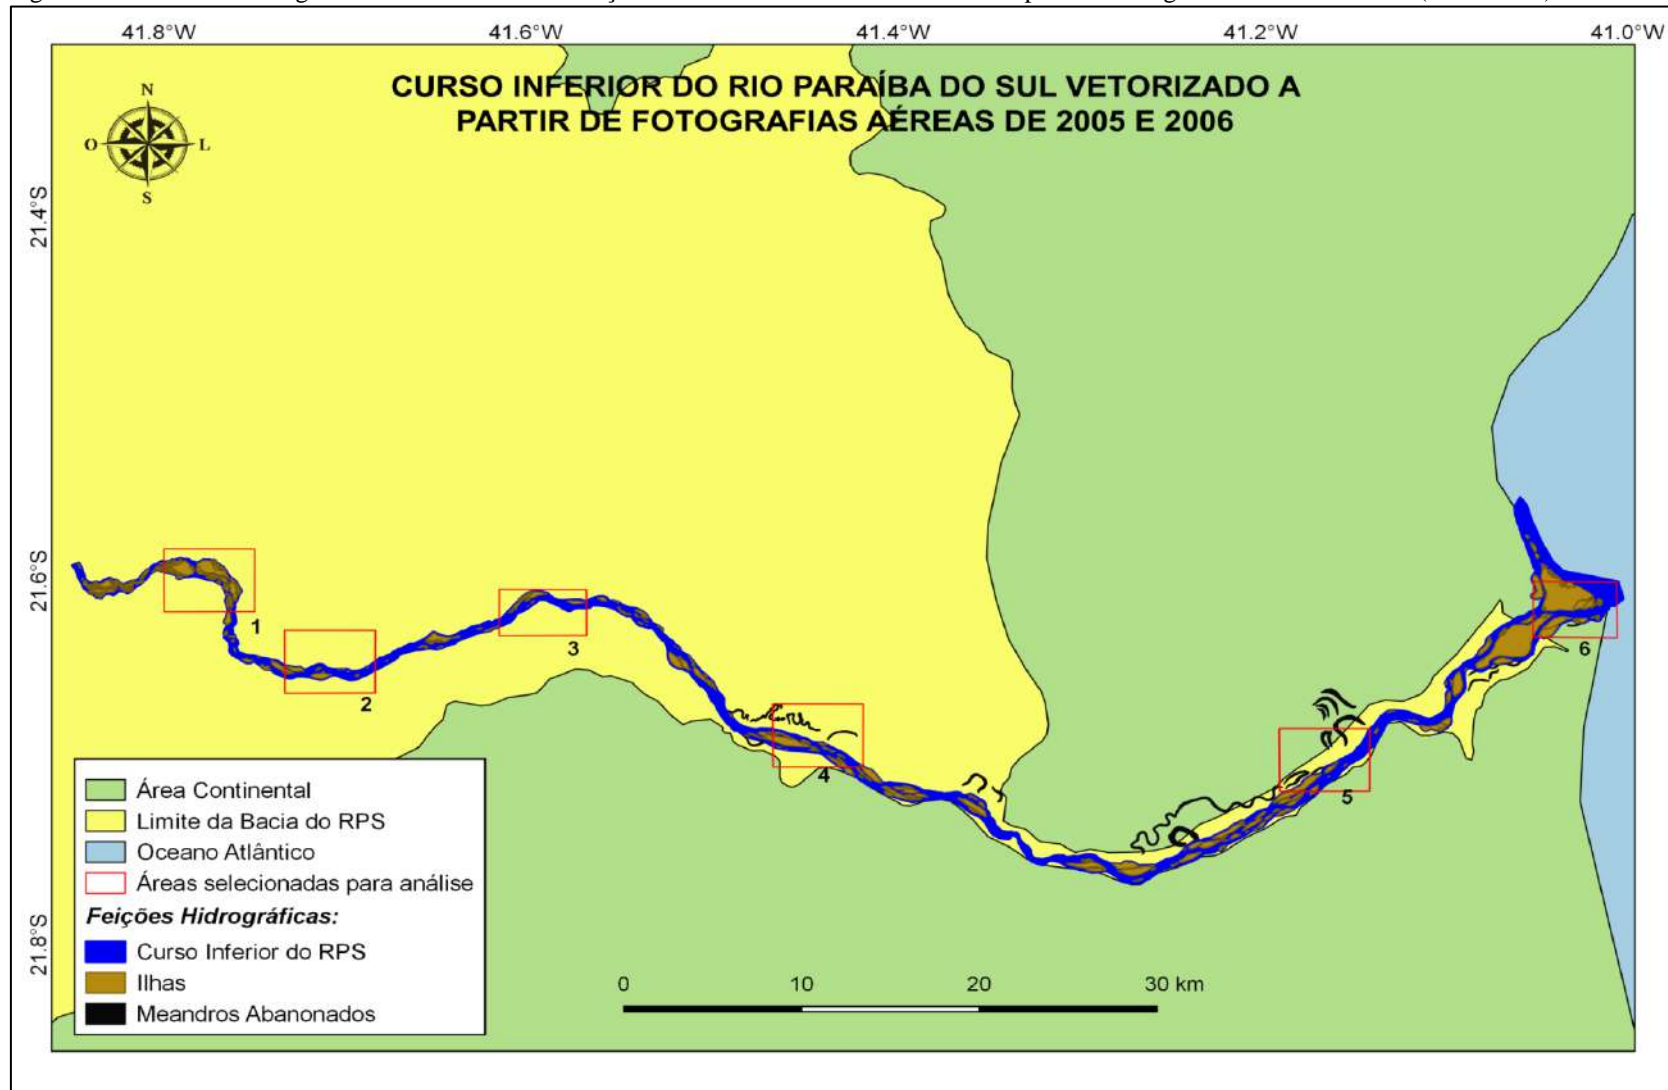 41.8°W 41.6°W 41.4°W 41.2°W 41.0°W
CURSO INFERIOR DO RIO PARAÍBA DO SUL VETORIZADO A
PARTIR DE FOTOGRAFIAS AÉREAS DE 2005 E 2006
N
O L
S
21.4°S
21.6°S
21.8°S
1
2
3
4
5
6
Área Continental
Limite da Bacia do RPS
Oceano Atlântico
Áreas selecionadas para análise
Feições Hidrográficas:
Curso Inferior do RPS
Ilhas
Meandros Abanonados
0 10 20 30 km